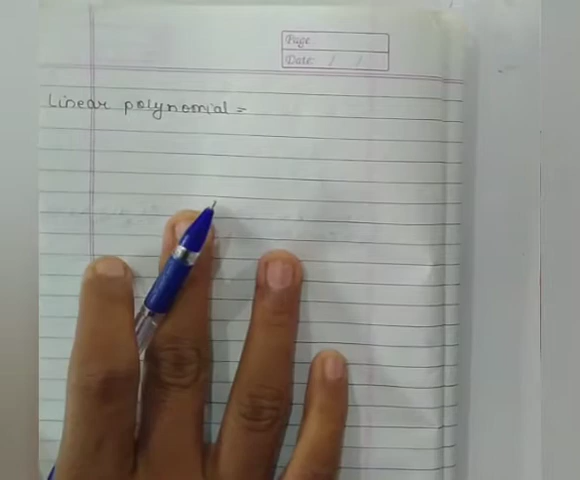 Page
Date: / /
Linear polynomial =